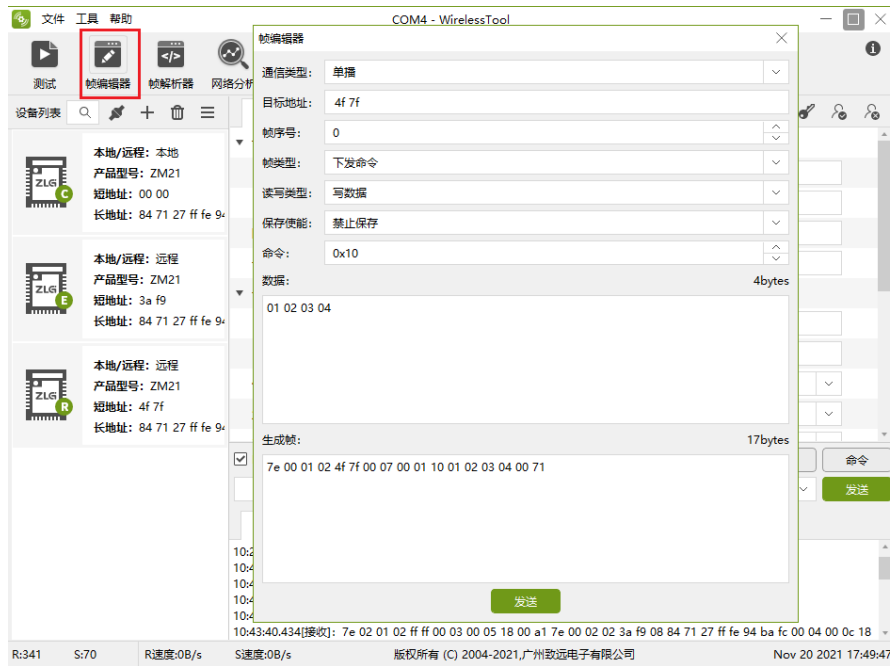 文件 工具 帮助
COM4 - WirelessTool
测试
帧编辑器
帧解析器
网络分析
设备列表
ZLG
C
本地/远程：本地
产品型号：ZM21
短地址：00 00
长地址：84 71 27 ff fe 94
ZLG
E
本地/远程：远程
产品型号：ZM21
短地址：3a f9
长地址：84 71 27 ff fe 94
ZLG
R
本地/远程：远程
产品型号：ZM21
短地址：4f 7f
长地址：84 71 27 ff fe 94
帧编辑器
通信类型： 单播
目标地址： 4f 7f
帧序号： 0
帧类型： 下发命令
读写类型： 写数据
保存使能： 禁止保存
命令： 0x10
数据： 4bytes
01 02 03 04
生成帧： 17bytes
7e 00 01 02 4f 7f 00 07 00 01 10 01 02 03 04 00 71
发送
命令
发送
10:43:40.434[接收]：7e 02 01 02 ff ff 00 03 00 05 18 00 a1 7e 00 02 02 3a f9 08 84 71 27 ff fe 94 ba fc 00 04 00 0c 18
R:341 S:70 R速度:0B/s S速度:0B/s 版权所有 (C) 2004-2021,广州致远电子有限公司 Nov 20 2021 17:49:47